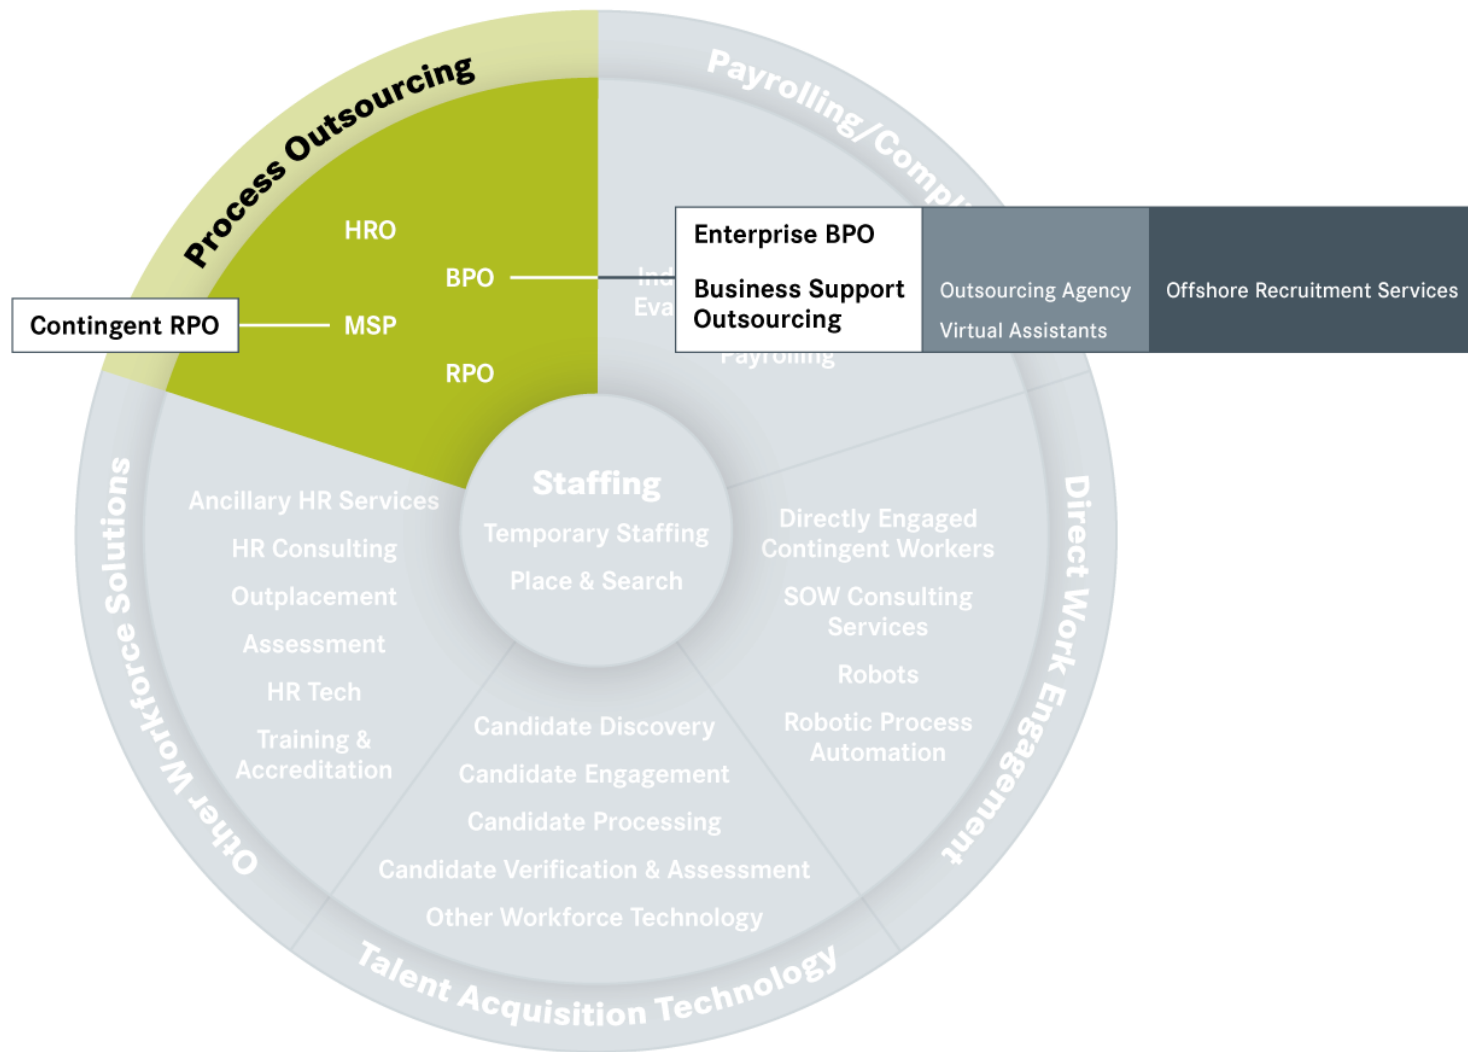 Process Outsourcing
HRO
BPO
MSP
RPO
Contingent RPO
Enterprise BPO
Business Support
Outsourcing
Outsourcing Agency
Virtual Assistants
Offshore Recruitment Services
Payrolling
Staffing
Temporary Staffing
Place & Search
Direct Work Engagement
Directly Engaged
Contingent Workers
SOW Consulting
Services
Robots
Robotic Process
Automation
Talent Acquisition Technology
Candidate Discovery
Candidate Engagement
Candidate Processing
Candidate Verification & Assessment
Other Workforce Technology
Other Workforce Solutions
Ancillary HR Services
HR Consulting
Outplacement
Assessment
HR Tech
Training &
Accreditation